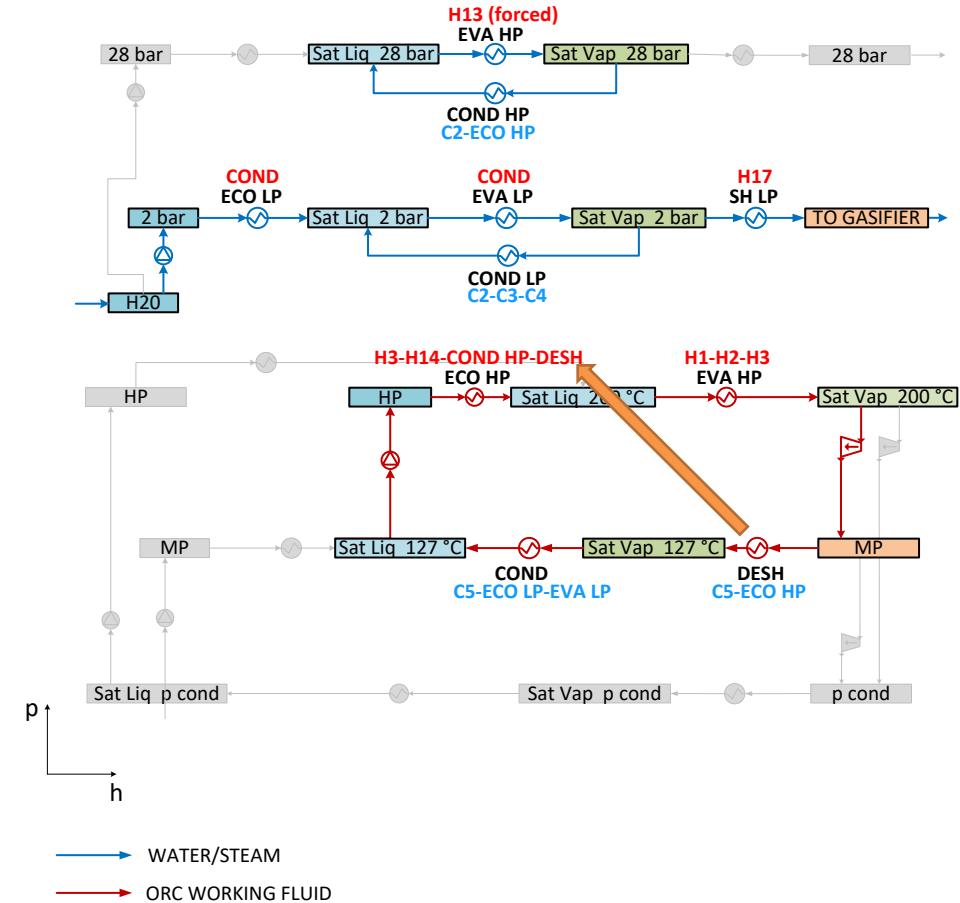 H13 (forced)
EVA HP
28 bar
Sat Liq 28 bar
Sat Vap 28 bar
28 bar
COND HP
C2-ECO HP
COND
ECO LP
COND
EVA LP
H17
SH LP
2 bar
Sat Liq 2 bar
Sat Vap 2 bar
TO GASIFIER
COND LP
C2-C3-C4
H20
H3-H14-COND HP-DESH
ECO HP
H1-H2-H3
EVA HP
HP
HP
Sat Liq 200 °C
Sat Vap 200 °C
MP
Sat Liq 127 °C
Sat Vap 127 °C
MP
COND
C5-ECO LP-EVA LP
DESH
C5-ECO HP
Sat Liq p cond
Sat Vap p cond
p cond
p
h
WATER/STEAM
ORC WORKING FLUID